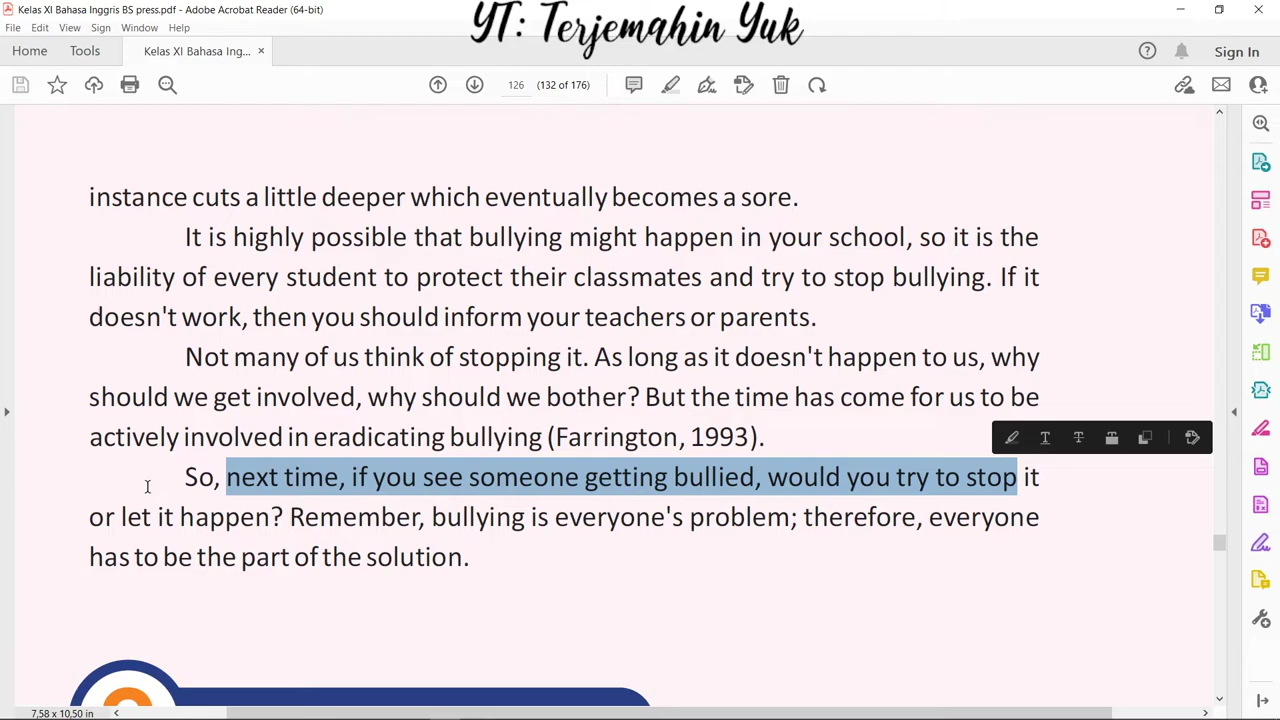 Kelas XI Bahasa Inggris BS press.pdf - Adobe Acrobat Reader (64-bit)
YT: Terjemahin Yuk
File Edit View Sign Window Help
Home Tools Kelas XI Bahasa Ing... × Sign In
126 (132 of 176)
instance cuts a little deeper which eventually becomes a sore.
It is highly possible that bullying might happen in your school, so it is the
liability of every student to protect their classmates and try to stop bullying. If it
doesn't work, then you should inform your teachers or parents.
Not many of us think of stopping it. As long as it doesn't happen to us, why
should we get involved, why should we bother? But the time has come for us to be
actively involved in eradicating bullying (Farrington, 1993).
So, next time, if you see someone getting bullied, would you try to stop it
or let it happen? Remember, bullying is everyone's problem; therefore, everyone
has to be the part of the solution.
7,58 x 10,50 in